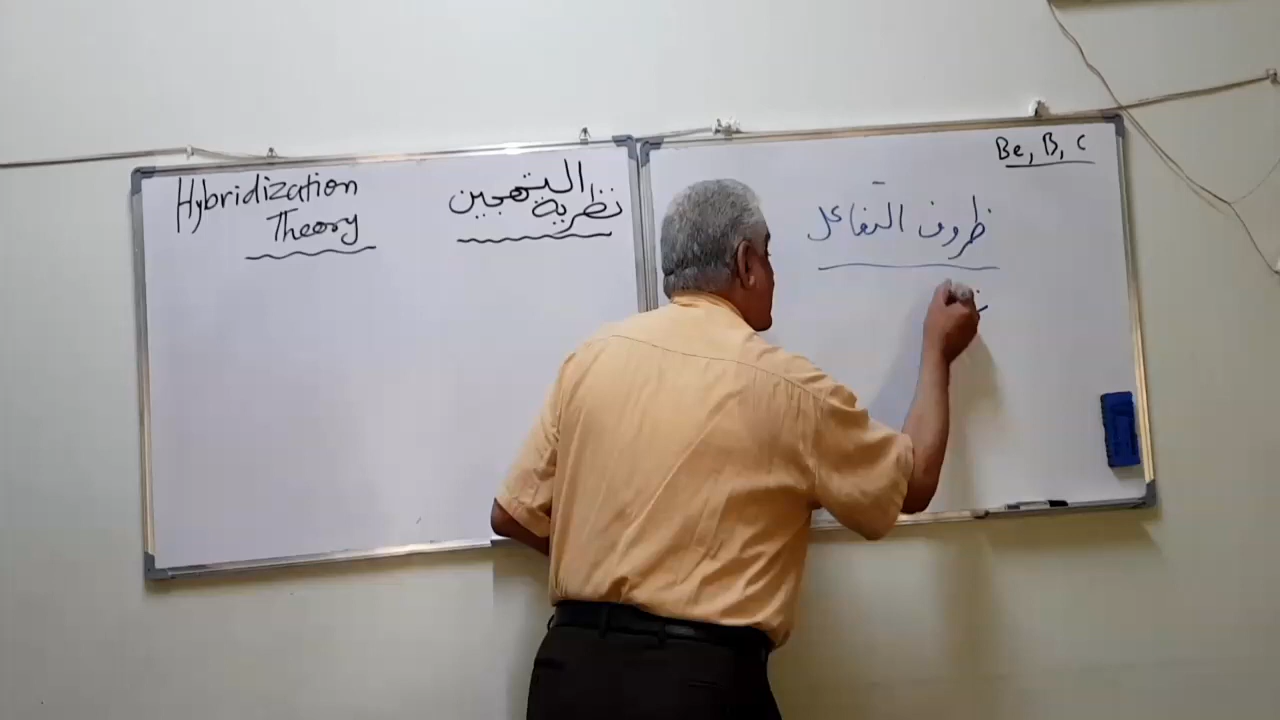 Hybridization
Theory
نظرية التهجين
Be, B, C
ظروف التفاعل